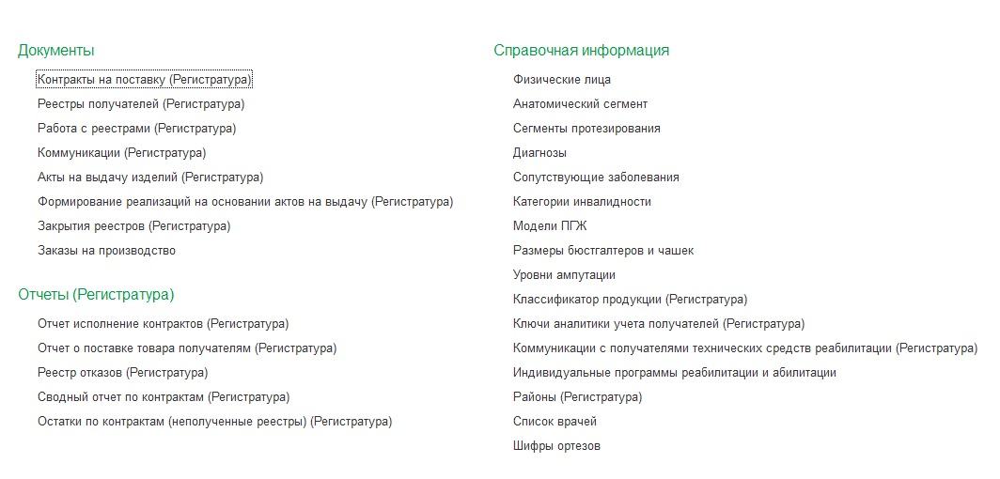 Документы
Контракты на поставку (Регистратура)
Реестры получателей (Регистратура)
Работа с реестрами (Регистратура)
Коммуникации (Регистратура)
Акты на выдачу изделий (Регистратура)
Формирование реализаций на основании актов на выдачу (Регистратура)
Закрытия реестров (Регистратура)
Заказы на производство
Отчеты (Регистратура)
Отчет исполнение контрактов (Регистратура)
Отчет о поставке товара получателям (Регистратура)
Реестр отказов (Регистратура)
Сводный отчет по контрактам (Регистратура)
Остатки по контрактам (неполученные реестры) (Регистратура)
Справочная информация
Физические лица
Анатомический сегмент
Сегменты протезирования
Диагнозы
Сопутствующие заболевания
Категории инвалидности
Модели ПГЖ
Размеры бюстгалтеров и чашек
Уровни ампутации
Классификатор продукции (Регистратура)
Ключи аналитики учета получателей (Регистратура)
Коммуникации с получателями технических средств реабилитации (Регистратура)
Индивидуальные программы реабилитации и абилитации
Районы (Регистратура)
Список врачей
Шифры ортезов